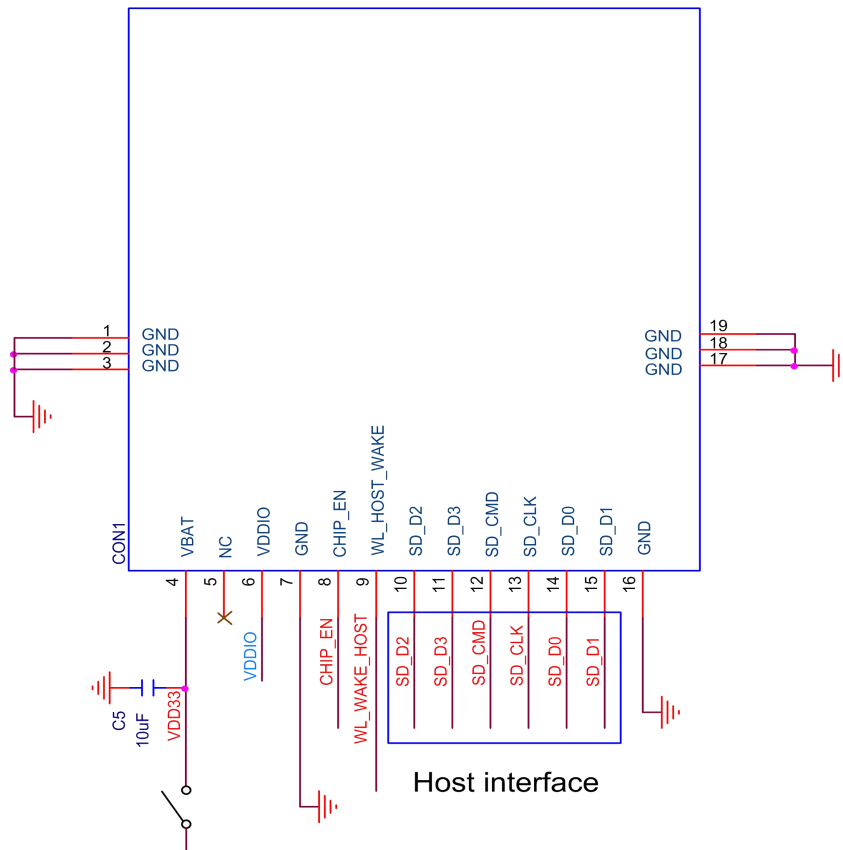 1 GND
2 GND
3 GND
GND 19
GND 18
GND 17
CON1
VBAT
NC
VDDIO
GND
CHIP_EN
WL_HOST_WAKE
SD_D2
SD_D3
SD_CMD
SD_CLK
SD_D0
SD_D1
GND
4
5
6
7
8
9
10
11
12
13
14
15
16
VDDIO
CHIP_EN
WL_WAKE_HOST
SD_D2
SD_D3
SD_CMD
SD_CLK
SD_D0
SD_D1
C5
10uF
VDD33
Host interface